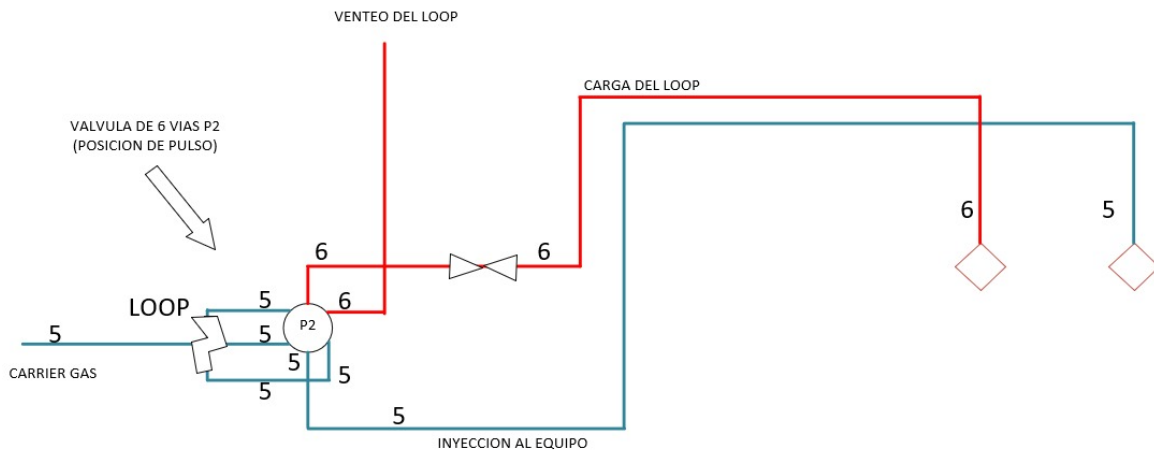 VENTEO DEL LOOP
CARGA DEL LOOP
VALVULA DE 6 VIAS P2
(POSICION DE PULSO)
6
5
6
6
LOOP
5
6
P2
5
5
CARRIER GAS
5
5
5
5
5
INYECCION AL EQUIPO